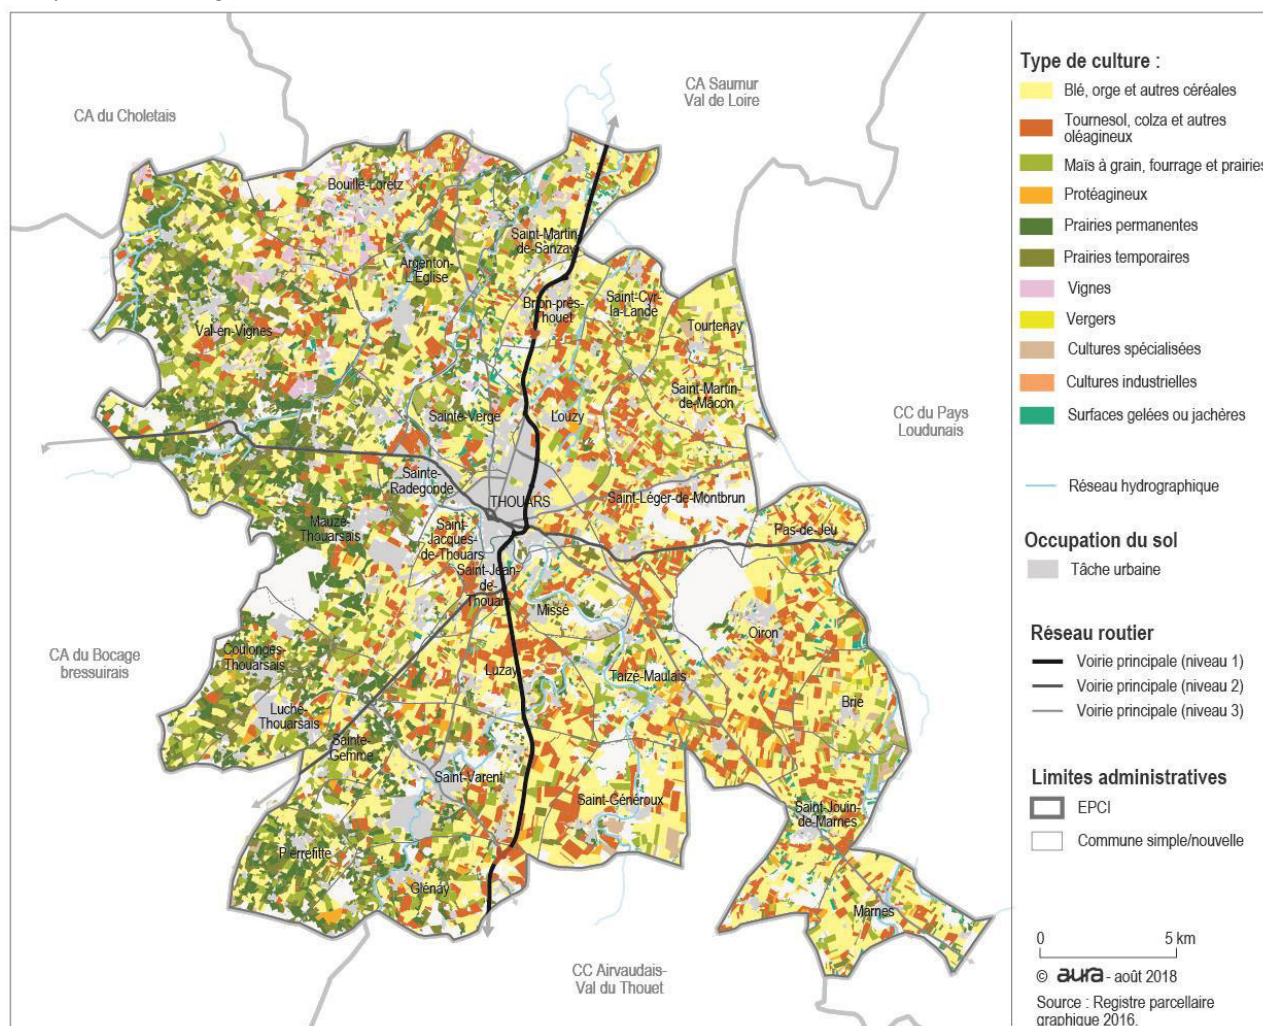 CA du Choletais
CA Saumur
Val de Loire
CC du Pays
Loudunais
CA du Bocage
bressuirais
CC Airvaudais-
Val du Thouet
Bouillé-Loretz
Saint-Martin-
de-Sanzay
Argenton-
L'Eglise
Brion-près-
Thouet
Saint-Cyr-
la-Lande
Tourtenay
Val-en-Vignes
Saint-Martin-
de-Mâcon
Sainte-Verge
Louzy
Sainte-
Radegonde
THOUARS
Saint-Léger-de-Montbrun
Mauzé-
Thouarsais
Saint-
Jacques-
de-Thouars
Pas-de-Jeu
Saint-Jean-
de-
Thouars
Missé
Oiron
Coulonges-
Thouarsais
Luzay
Taizé-Maulais
Brie
Luché-
Thouarsais
Sainte-
Gemme
Saint-Varent
Saint-Généroux
Saint-Jouin-
de-Marnes
Pierrefitte
Glénay
Marnes
Type de culture :
Blé, orge et autres céréales
Tournesol, colza et autres
oléagineux
Maïs à grain, fourrage et prairies
Protéagineux
Prairies permanentes
Prairies temporaires
Vignes
Vergers
Cultures spécialisées
Cultures industrielles
Surfaces gelées ou jachères
Réseau hydrographique
Occupation du sol
Tâche urbaine
Réseau routier
Voirie principale (niveau 1)
Voirie principale (niveau 2)
Voirie principale (niveau 3)
Limites administratives
EPCI
Commune simple/nouvelle
0 5 km
© aura - août 2018
Source : Registre parcellaire
graphique 2016.